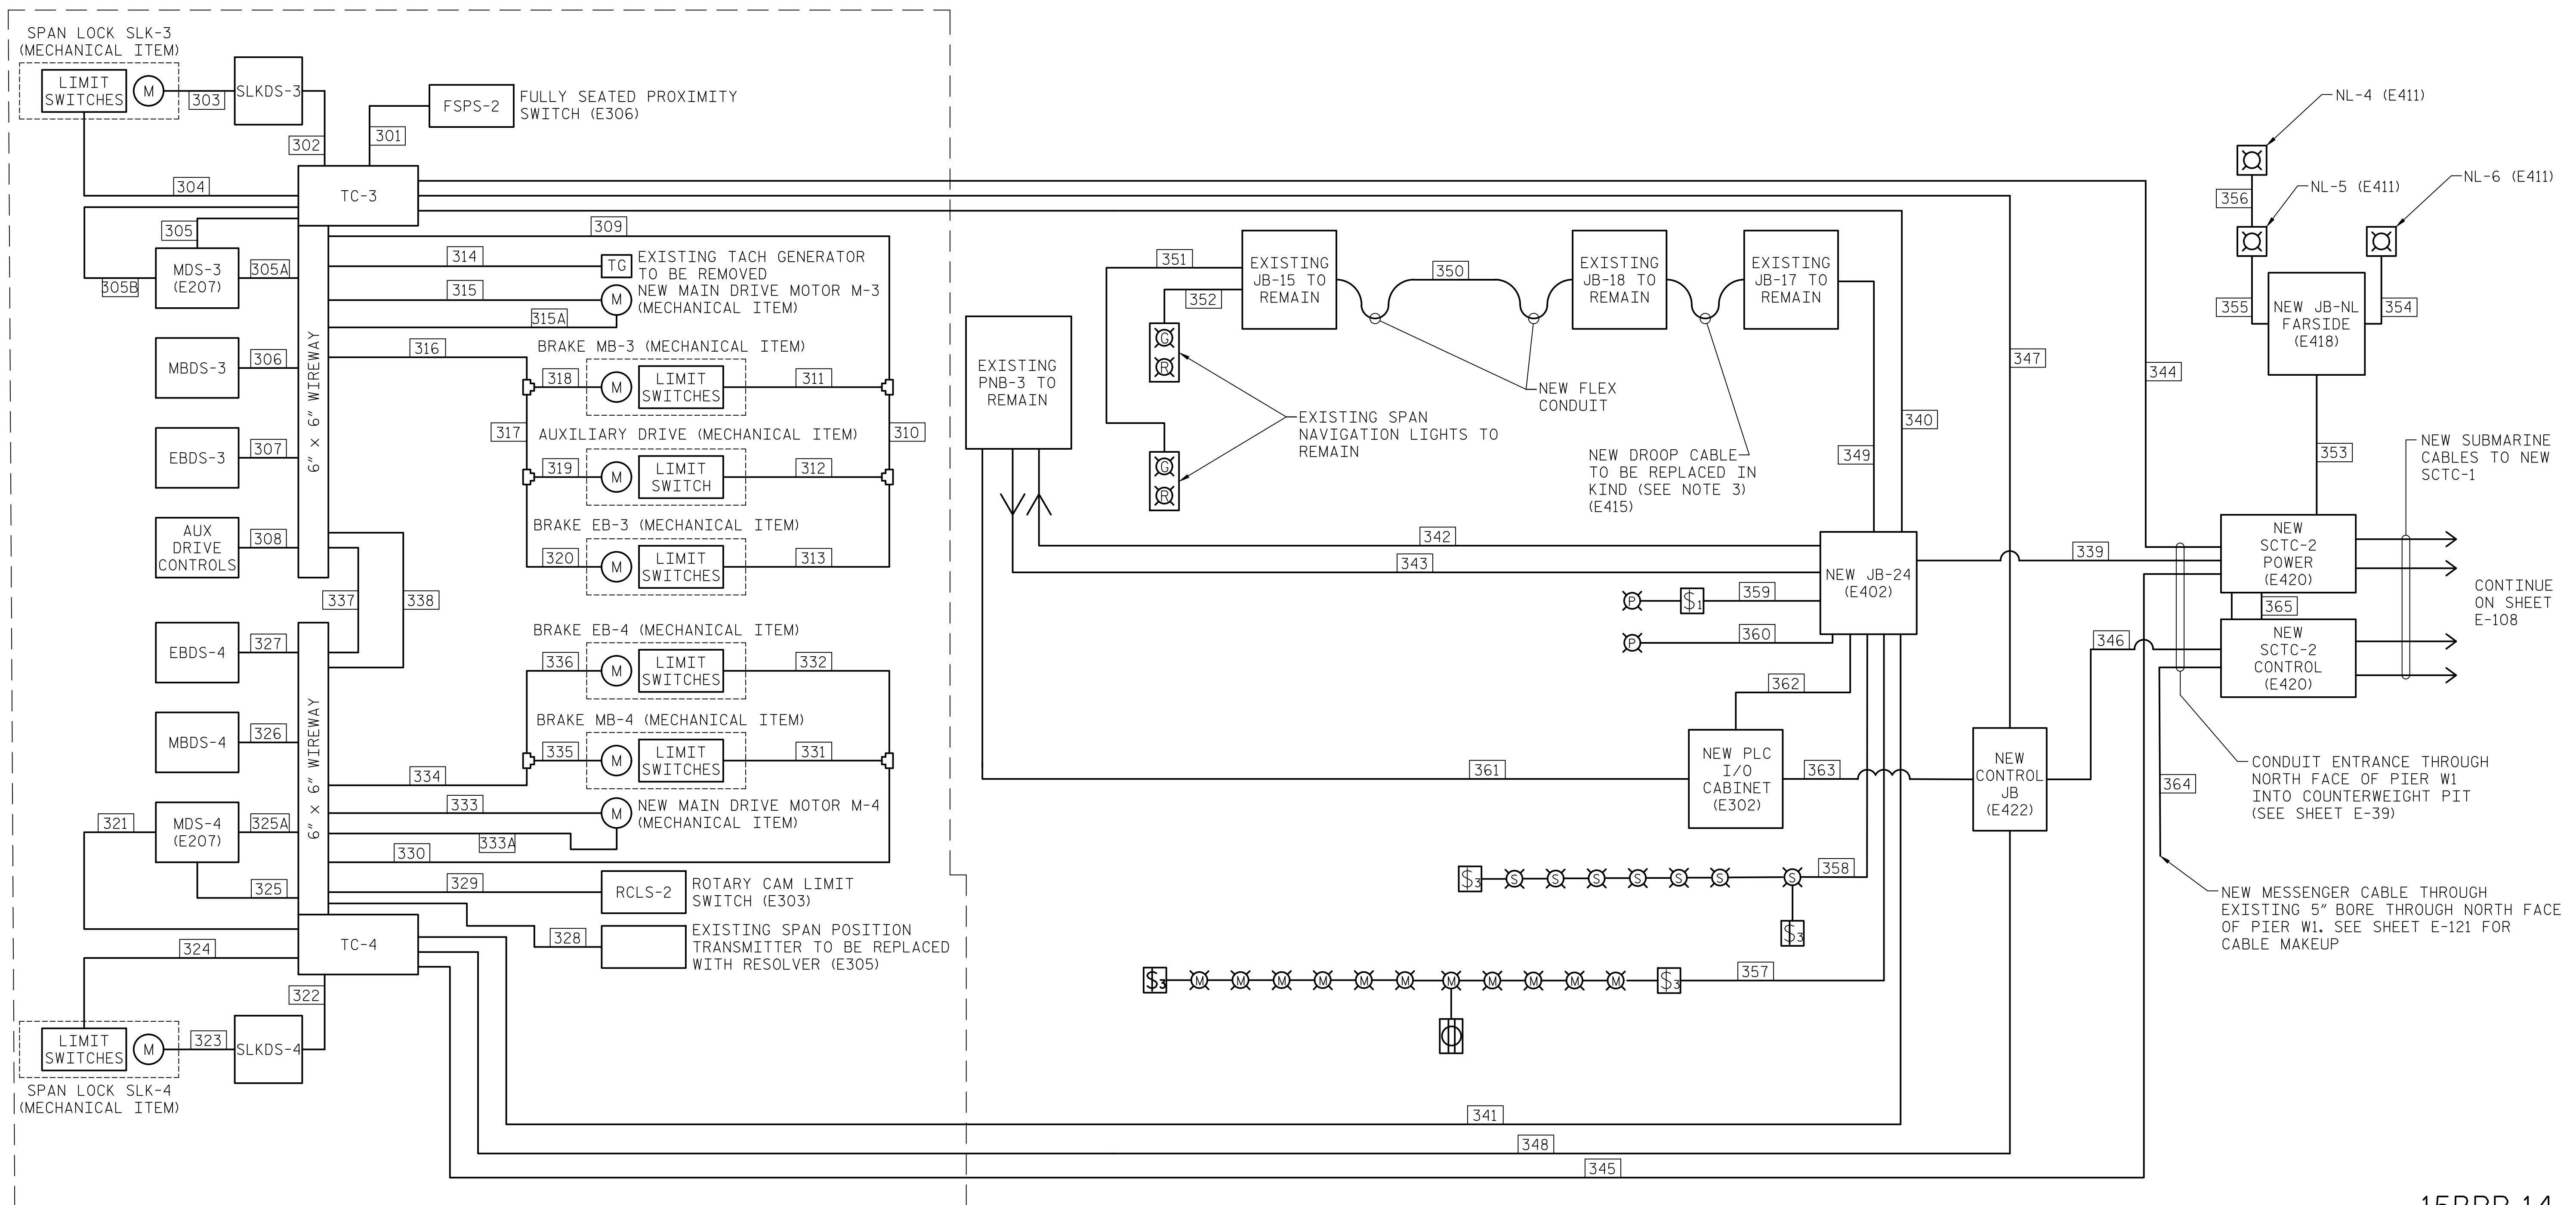 SPAN LOCK SLK-3
(MECHANICAL ITEM)
LIMIT
SWITCHES
M
303
SLKDS-3
302
301
FSPS-2
FULLY SEATED PROXIMITY
SWITCH (E306)
304
TC-3
305
305B
MDS-3
(E207)
305A
MBDS-3
306
EBDS-3
307
AUX
DRIVE
CONTROLS
308
6" x 6" WIREWAY
309
314
TG
EXISTING TACH GENERATOR
TO BE REMOVED
315
M
NEW MAIN DRIVE MOTOR M-3
(MECHANICAL ITEM)
315A
316
BRAKE MB-3 (MECHANICAL ITEM)
318
M
LIMIT
SWITCHES
311
317
AUXILIARY DRIVE (MECHANICAL ITEM)
310
319
M
LIMIT
SWITCH
312
BRAKE EB-3 (MECHANICAL ITEM)
320
M
LIMIT
SWITCHES
313
337
338
EBDS-4
327
MBDS-4
326
321
MDS-4
(E207)
325A
325
6" x 6" WIREWAY
BRAKE EB-4 (MECHANICAL ITEM)
336
M
LIMIT
SWITCHES
332
BRAKE MB-4 (MECHANICAL ITEM)
335
M
LIMIT
SWITCHES
331
334
333
M
NEW MAIN DRIVE MOTOR M-4
(MECHANICAL ITEM)
333A
330
329
RCLS-2
ROTARY CAM LIMIT
SWITCH (E303)
328
EXISTING SPAN POSITION
TRANSMITTER TO BE REPLACED
WITH RESOLVER (E305)
TC-4
324
322
LIMIT
SWITCHES
M
323
SLKDS-4
SPAN LOCK SLK-4
(MECHANICAL ITEM)
EXISTING
PNB-3 TO
REMAIN
351
352
G
R
G
R
EXISTING SPAN
NAVIGATION LIGHTS TO
REMAIN
EXISTING
JB-15 TO
REMAIN
350
NEW FLEX
CONDUIT
EXISTING
JB-18 TO
REMAIN
EXISTING
JB-17 TO
REMAIN
NEW DROOP CABLE
TO BE REPLACED IN
KIND (SEE NOTE 3)
(E415)
349
340
347
344
342
343
NEW JB-24
(E402)
P
$1
359
P
360
362
361
NEW PLC
I/O
CABINET
(E302)
363
NEW
CONTROL
JB
(E422)
339
346
364
$3
S
S
S
S
S
S
S
358
$3
$3
M
M
M
M
M
M
M
M
M
M
M
$3
357
341
348
345
NL-4 (E411)
356
NL-5 (E411)
NL-6 (E411)
355
NEW JB-NL
FARSIDE
(E418)
354
353
NEW SUBMARINE
CABLES TO NEW
SCTC-1
NEW
SCTC-2
POWER
(E420)
365
NEW
SCTC-2
CONTROL
(E420)
CONTINUE
ON SHEET
E-108
CONDUIT ENTRANCE THROUGH
NORTH FACE OF PIER W1
INTO COUNTERWEIGHT PIT
(SEE SHEET E-39)
NEW MESSENGER CABLE THROUGH
EXISTING 5" BORE THROUGH NORTH FACE
OF PIER W1. SEE SHEET E-121 FOR
CABLE MAKEUP